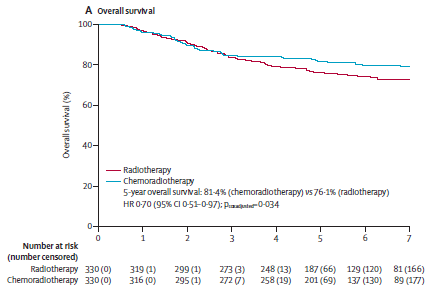 A Overall survival
100
80
60
40
20
0
Overall survival (%)
Radiotherapy
Chemoradiotherapy
5-year overall survival: 81·4% (chemoradiotherapy) vs 76·1% (radiotherapy)
HR 0·70 (95% CI 0·51–0·97); pcoxadjusted=0·034
0 1 2 3 4 5 6 7
Number at risk
(number censored)
Radiotherapy 330 (0) 319 (1) 299 (1) 273 (3) 248 (13) 187 (66) 129 (120) 81 (166)
Chemoradiotherapy 330 (0) 316 (0) 295 (1) 272 (7) 258 (19) 201 (69) 137 (130) 89 (177)